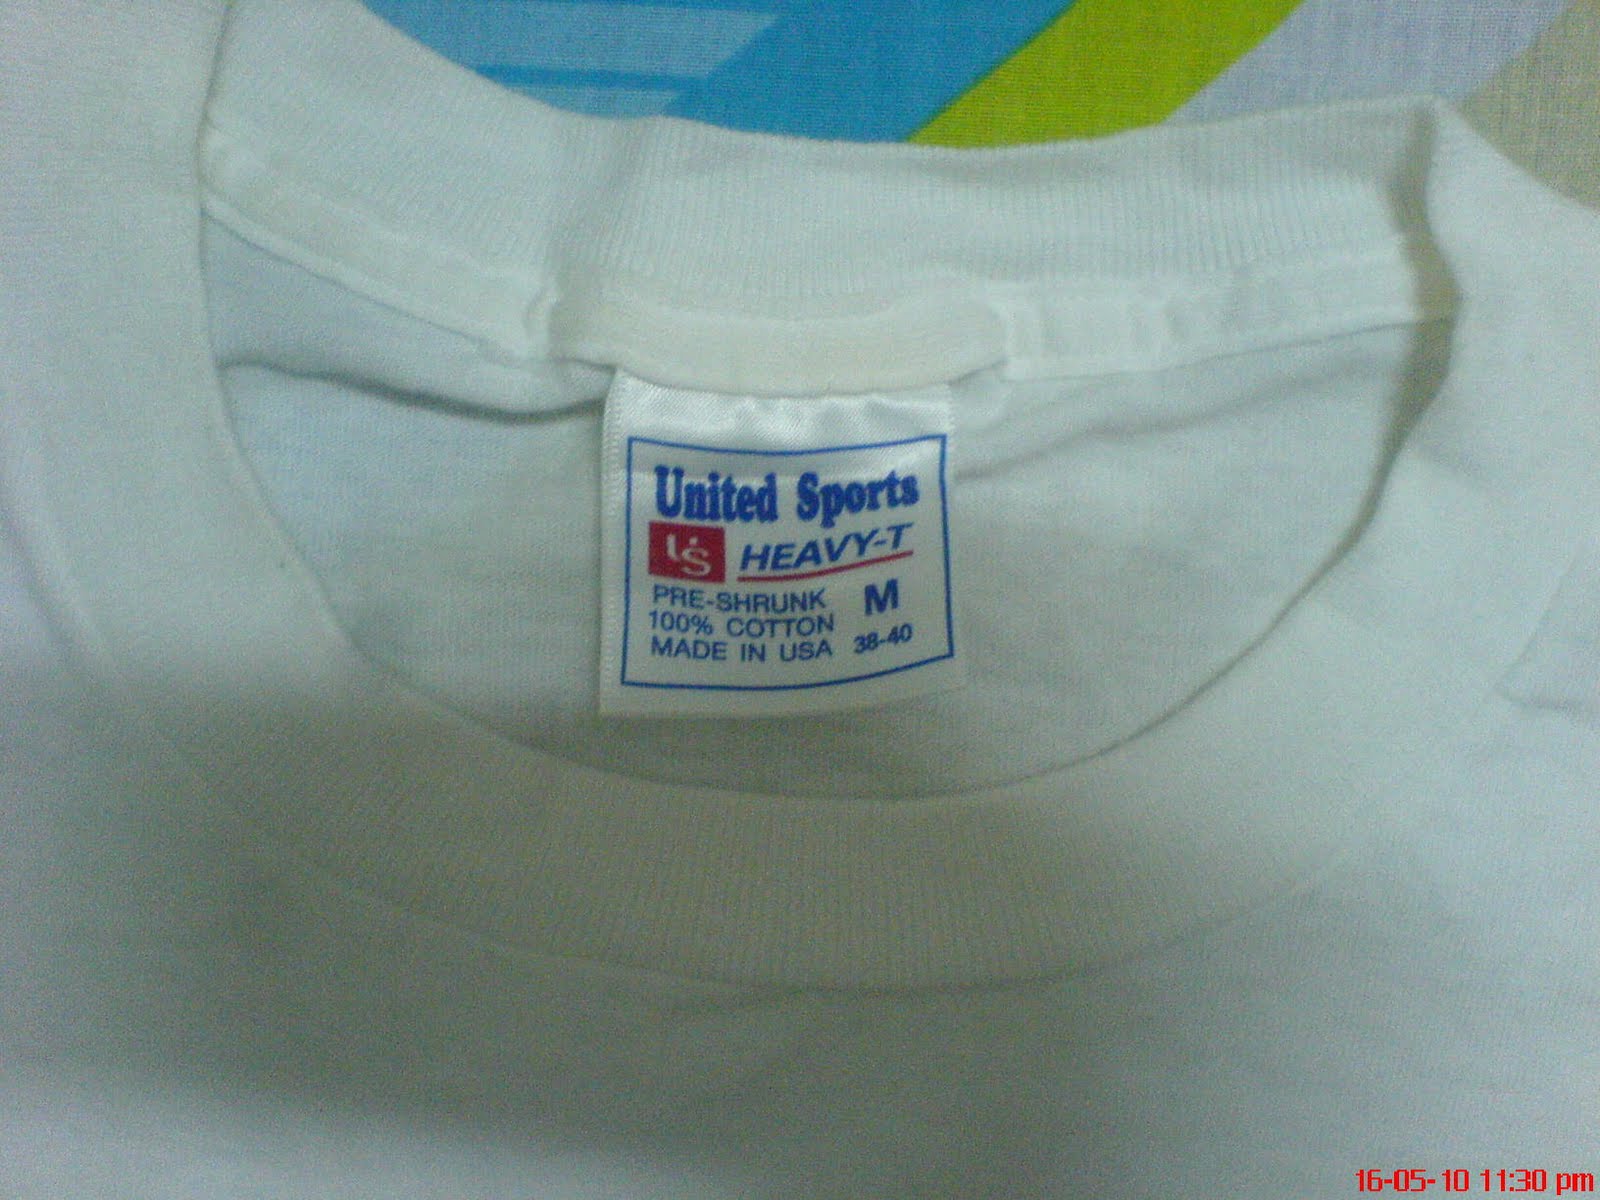 United Sports
US HEAVY-T
PRE-SHRUNK M
100% COTTON
MADE IN USA 38-40
16-05-10 11:30 pm